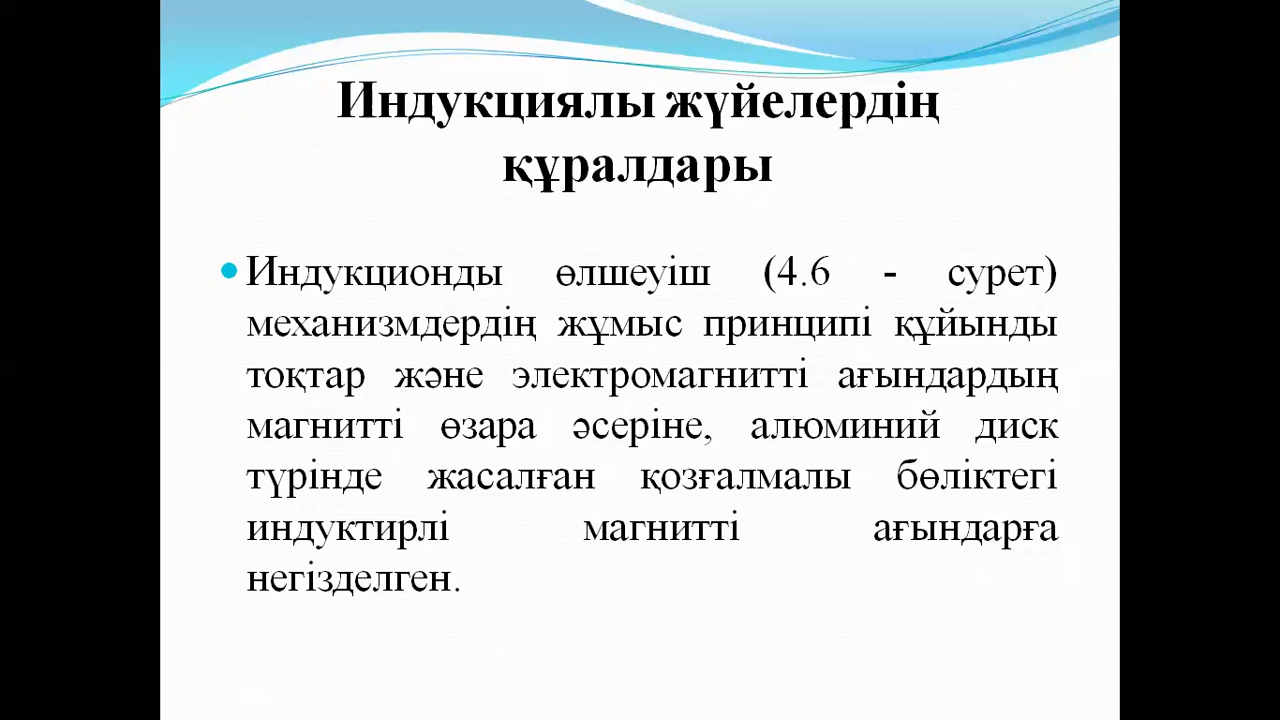 Индукциялы жүйелердің
құралдары
Индукционды өлшеуіш (4.6 - сурет)
механизмдердің жұмыс принципі құйынды
тоқтар және электромагнитті ағындардың
магнитті өзара әсеріне, алюминий диск
түрінде жасалған қозғалмалы бөліктегі
индуктирлі магнитті ағындарға
негізделген.